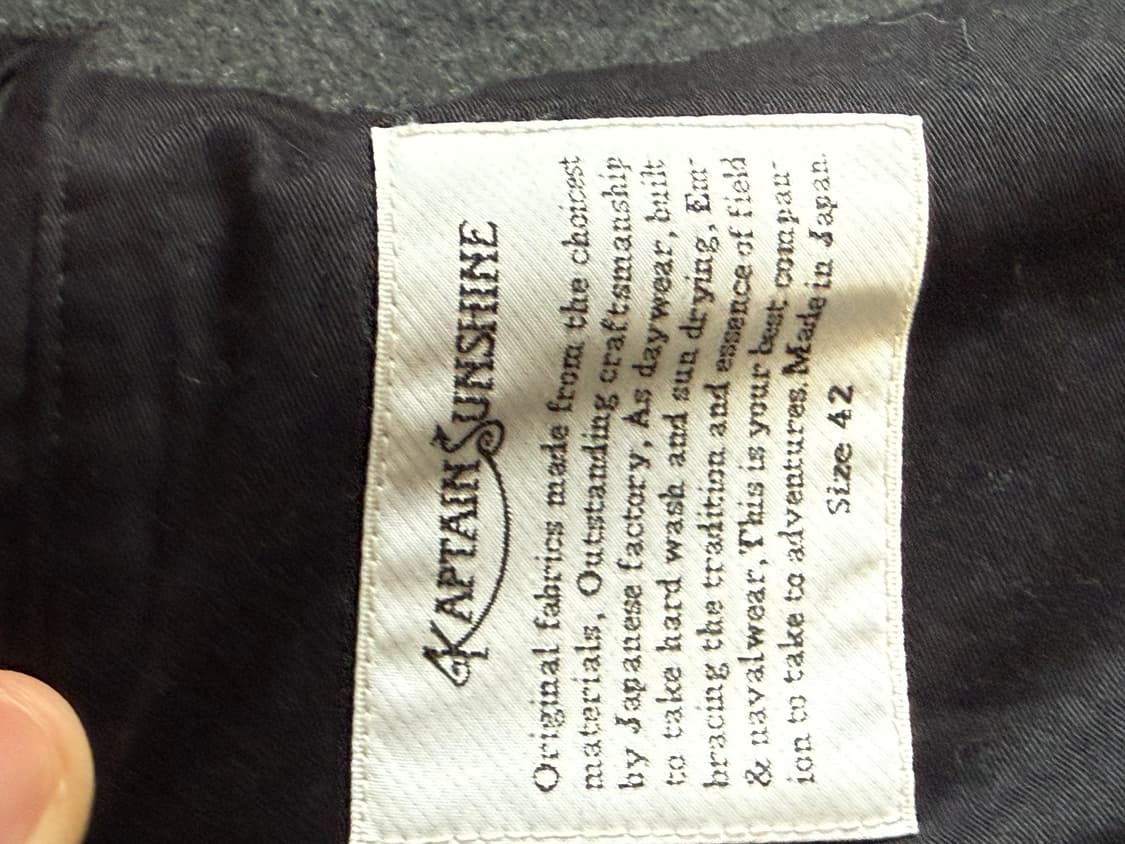 KAPTAIN SUNSHINE
Original fabrics made from the choicest
materials, Outstanding craftsmanship
by Japanese factory, As daywear, built
to take hard wash and sun drying, Em-
bracing the tradition and essence of field
& navalwear, This is your best compan-
ion to take to adventures. Made in Japan.
Size 42